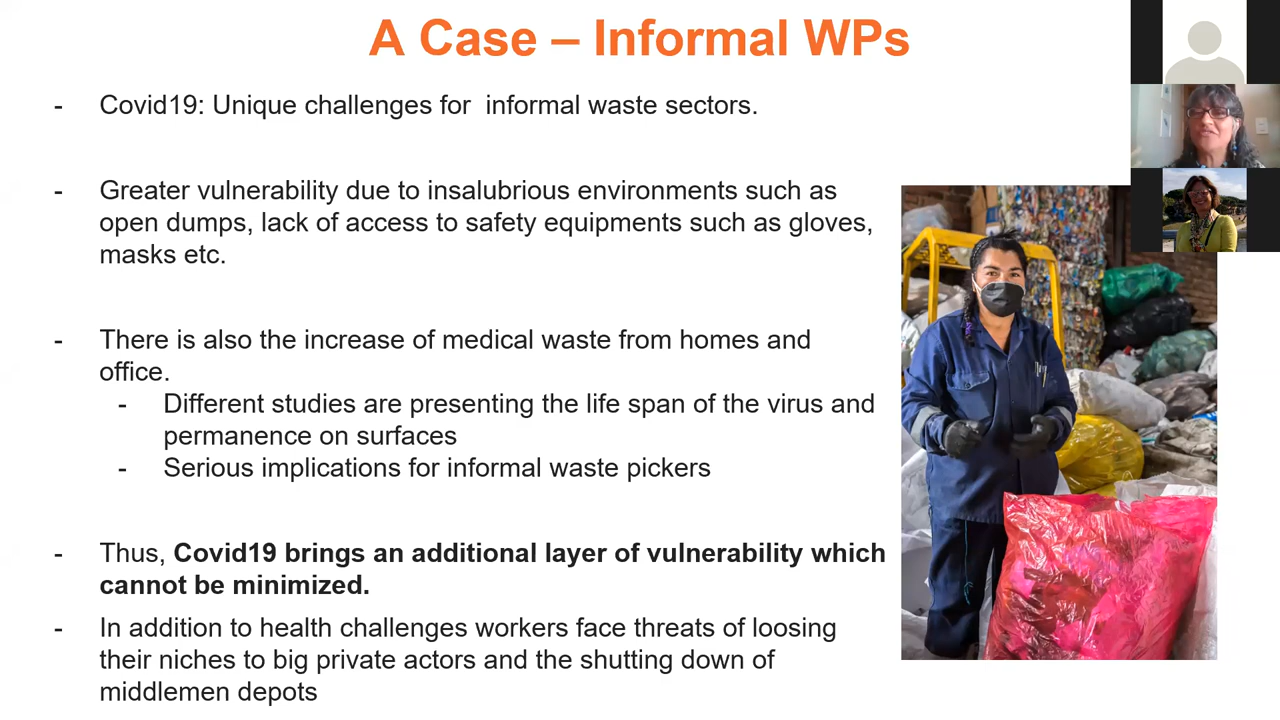 A Case – Informal WPs
- Covid19: Unique challenges for informal waste sectors.
- Greater vulnerability due to insalubrious environments such as
open dumps, lack of access to safety equipments such as gloves,
masks etc.
- There is also the increase of medical waste from homes and
office.
- Different studies are presenting the life span of the virus and
permanence on surfaces
- Serious implications for informal waste pickers
- Thus, Covid19 brings an additional layer of vulnerability which
cannot be minimized.
- In addition to health challenges workers face threats of loosing
their niches to big private actors and the shutting down of
middlemen depots